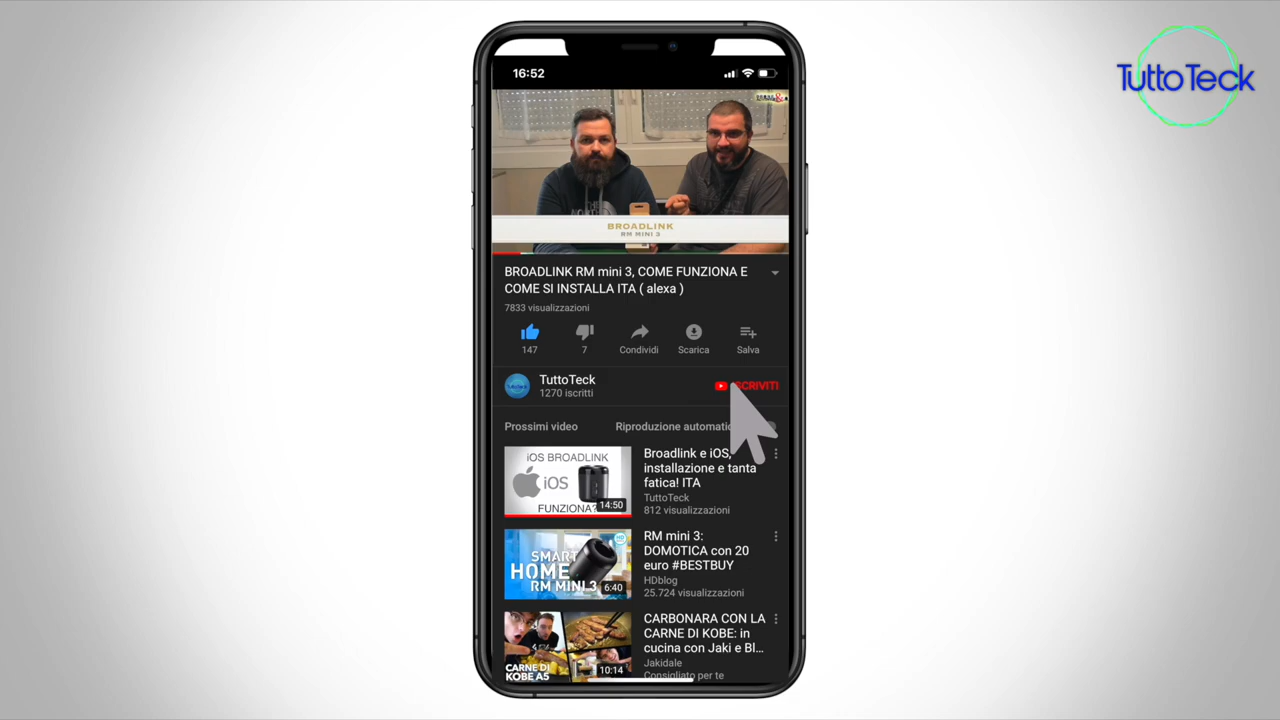 TuttoTeck
16:52
BROADLINK
RM MINI 3
BROADLINK RM mini 3, COME FUNZIONA E
COME SI INSTALLA ITA ( alexa )
7833 visualizzazioni
147
7
Condividi
Scarica
Salva
TuttoTeck
1270 iscritti
Prossimi video
Riproduzione
iOS BROADLINK
iOS
FUNZIONA?
14:50
Broadlink e iOS,
installazione e tanta
fatica! ITA
TuttoTeck
812 visualizzazioni
SMART
HOME
RM MINI 3
HD
6:40
RM mini 3:
DOMOTICA con 20
euro #BESTBUY
HDblog
25.724 visualizzazioni
CARNE DI
KOBE A5
10:14
CARBONARA CON LA
CARNE DI KOBE: in
cucina con Jaki e Bl...
Jakidale
Consigliato per te